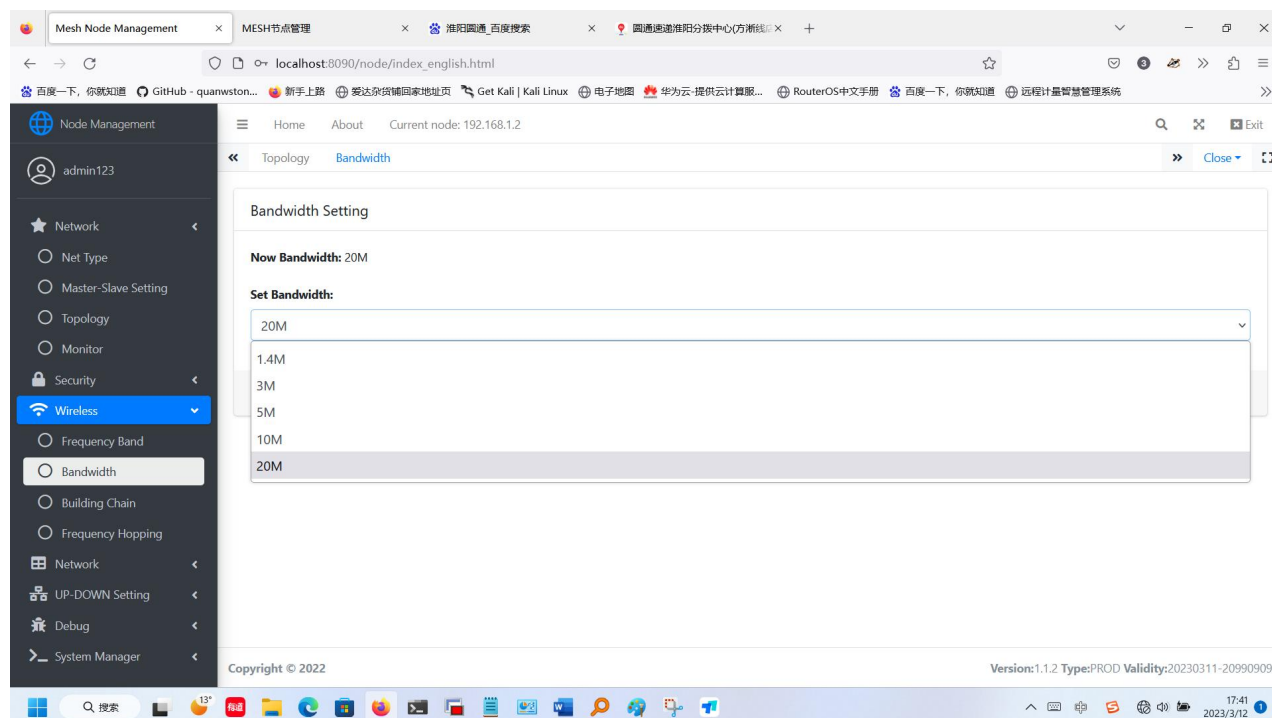 Mesh Node Management
MESH节点管理
淮阳圆通_百度搜索
圆通速递淮阳分拨中心(方淅线
localhost:8090/node/index_english.html
3
百度一下，你就知道
GitHub - quanwston...
新手上路
爱达杂货铺回家地址页
Get Kali | Kali Linux
电子地图
华为云-提供云计算服...
RouterOS中文手册
百度一下，你就知道
远程计量智慧管理系统
Node Management
Home
About
Current node: 192.168.1.2
Exit
admin123
Topology
Bandwidth
Close
Network
Net Type
Master-Slave Setting
Topology
Monitor
Security
Wireless
Frequency Band
Bandwidth
Building Chain
Frequency Hopping
Network
UP-DOWN Setting
Debug
System Manager
Bandwidth Setting
Now Bandwidth: 20M
Set Bandwidth:
20M
1.4M
3M
5M
10M
20M
Copyright © 2022
Version:1.1.2 Type:PROD Validity:20230311-20990909
搜索
13°
有道
中
17:41
2023/3/12
1